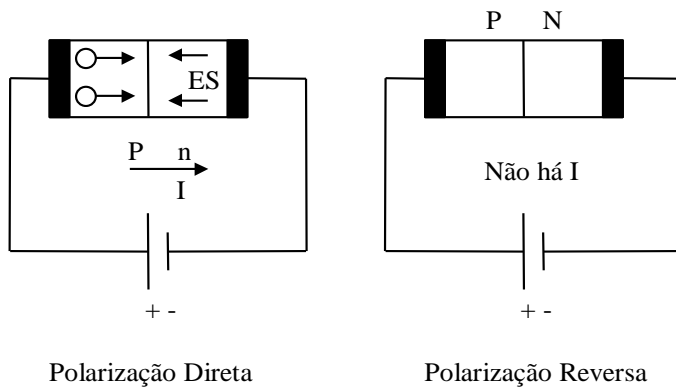 P N
ES
P n
I
Não há I
+ -
+ -
Polarização Direta
Polarização Reversa